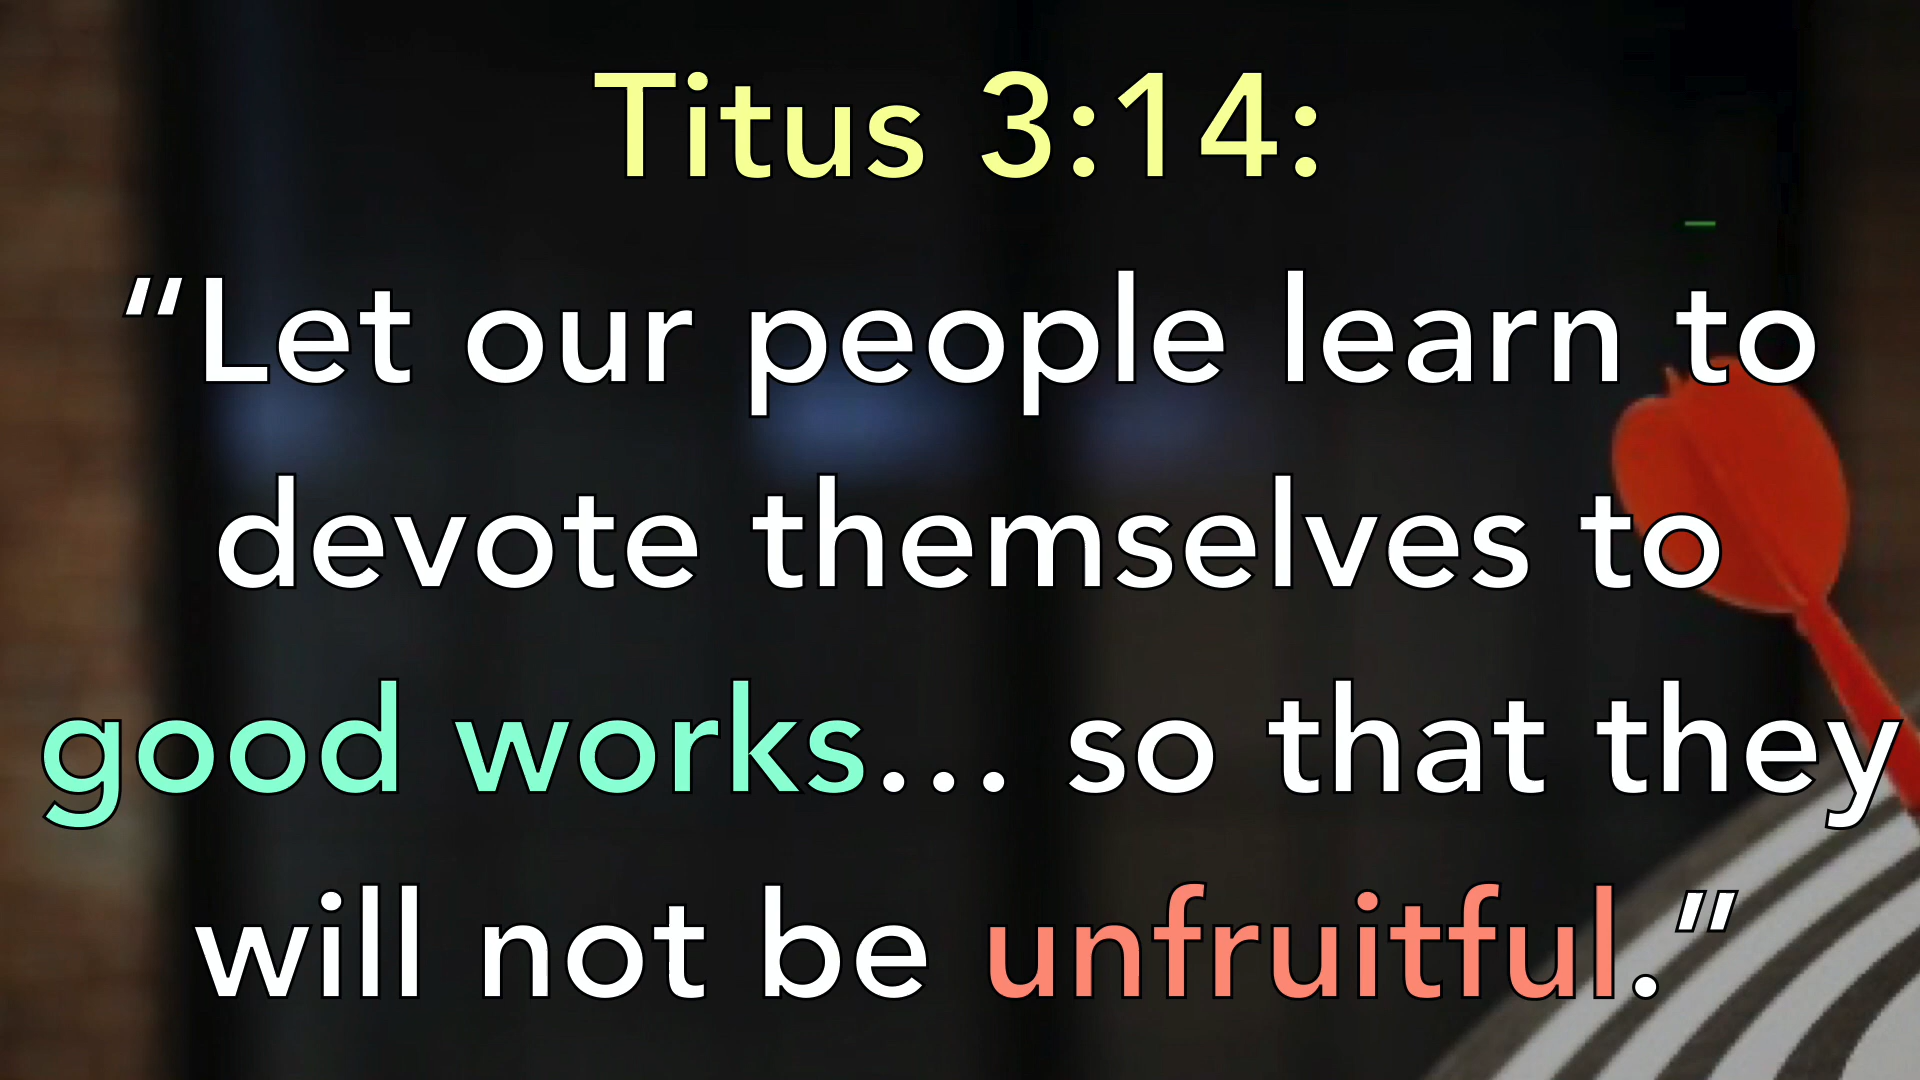 Titus 3:14:
“Let our people learn to
devote themselves to
good works… so that they
will not be unfruitful.”